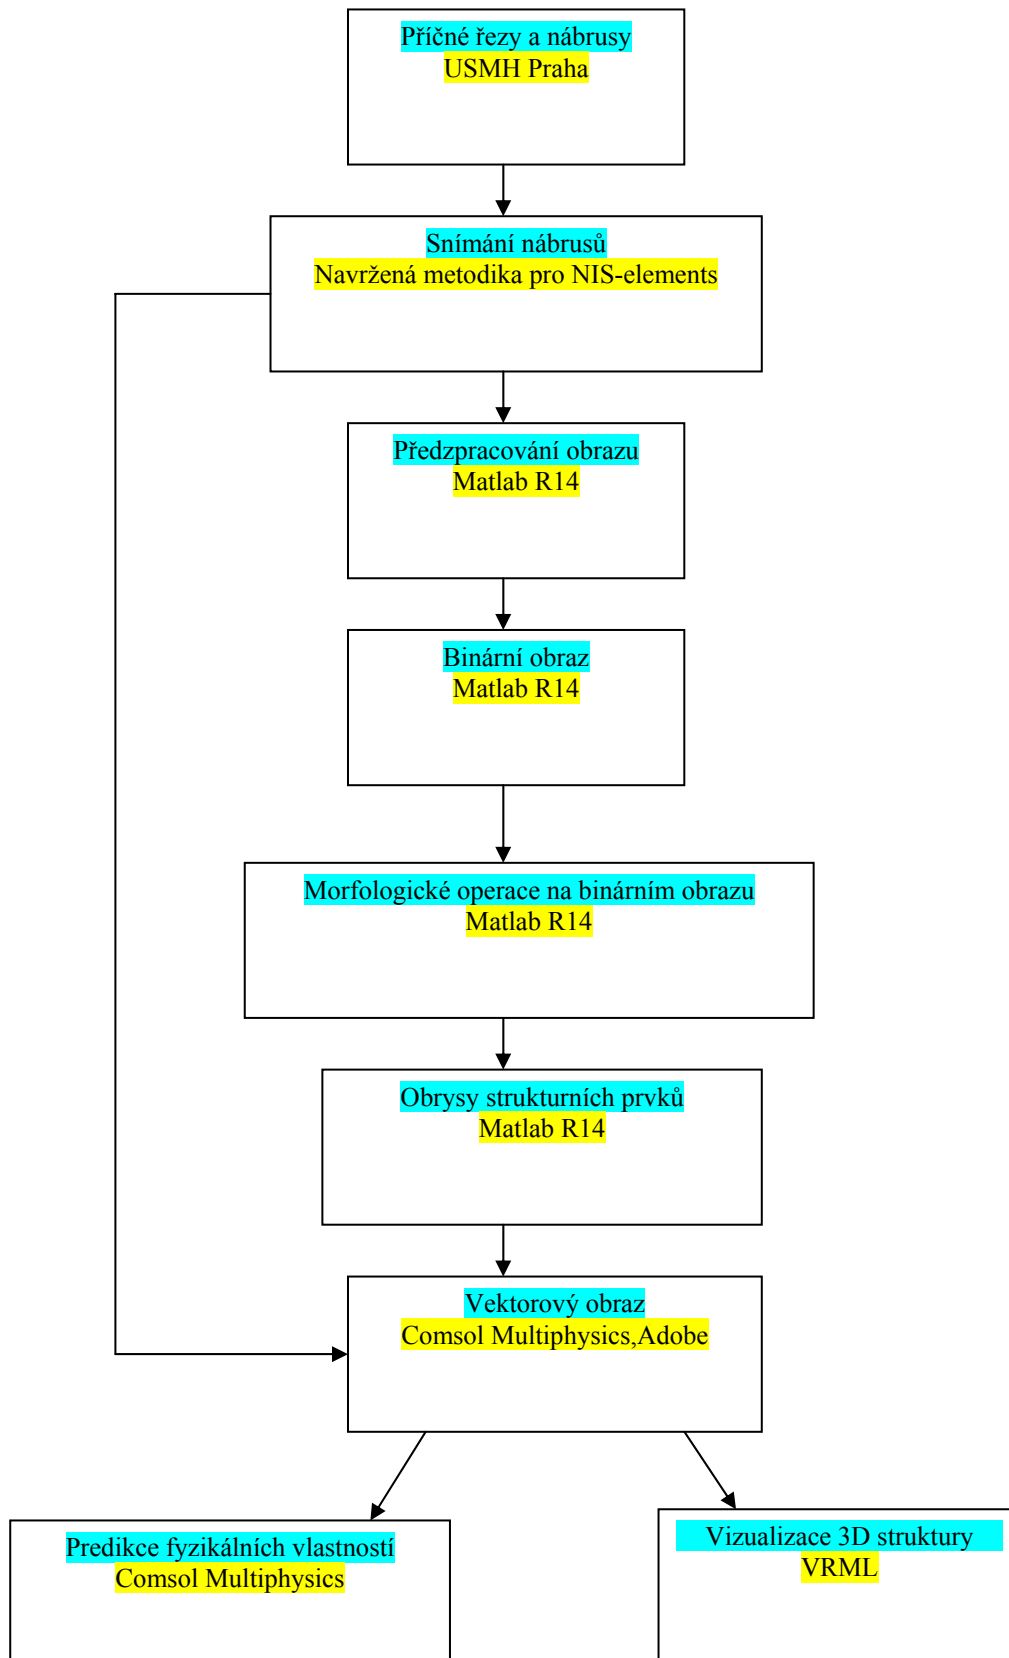 Příčné řezy a nábrusy
USMH Praha
Snímání nábrusů
Navržená metodika pro NIS-elements
Předzpracování obrazu
Matlab R14
Binární obraz
Matlab R14
Morfologické operace na binárním obrazu
Matlab R14
Obrysy strukturních prvků
Matlab R14
Vektorový obraz
Comsol Multiphysics,Adobe
Predikce fyzikálních vlastností
Comsol Multiphysics
Vizualizace 3D struktury
VRML